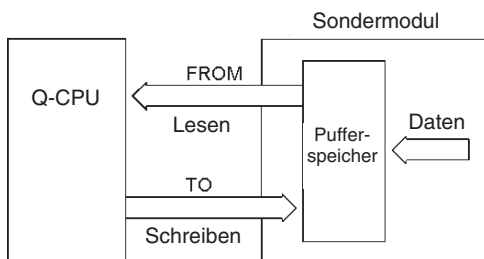 Sondermodul
Q-CPU
FROM
Lesen
Puffer-
speicher
Daten
TO
Schreiben